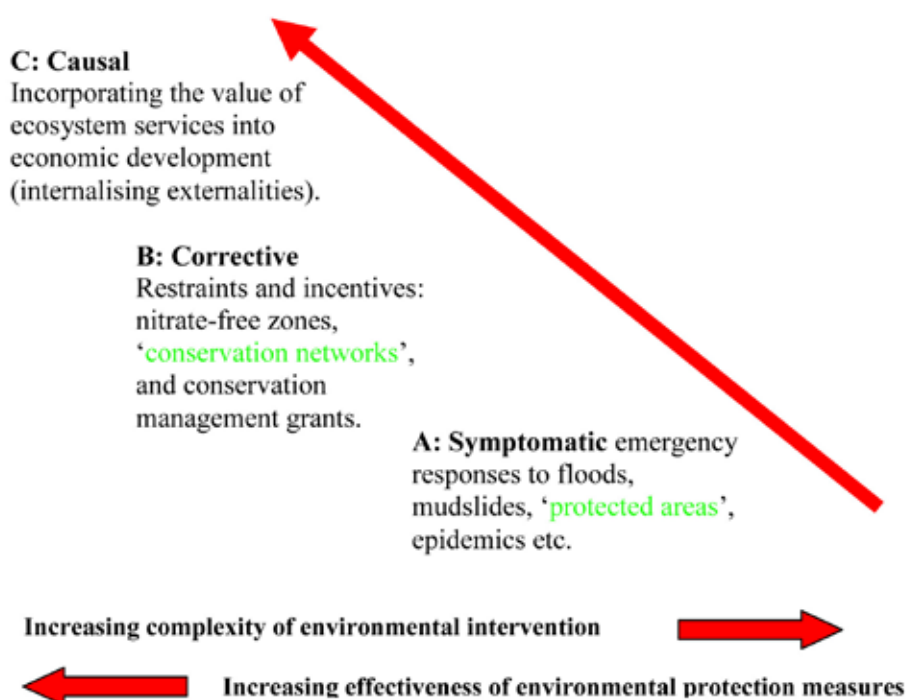 C: Causal
Incorporating the value of
ecosystem services into
economic development
(internalising externalities).
B: Corrective
Restraints and incentives:
nitrate-free zones,
‘conservation networks’,
and conservation
management grants.
A: Symptomatic emergency
responses to floods,
mudslides, ‘protected areas’,
epidemics etc.
Increasing complexity of environmental intervention
Increasing effectiveness of environmental protection measures